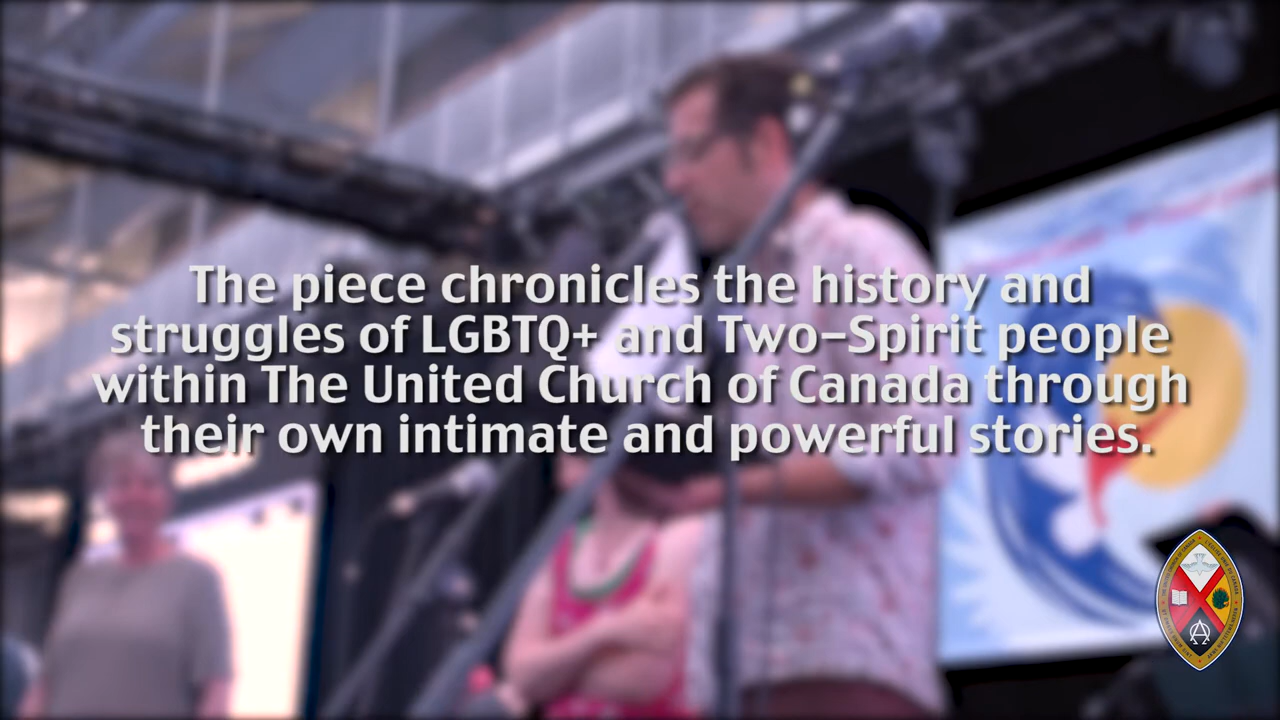 The piece chronicles the history and
struggles of LGBTQ+ and Two-Spirit people
within The United Church of Canada through
their own intimate and powerful stories.